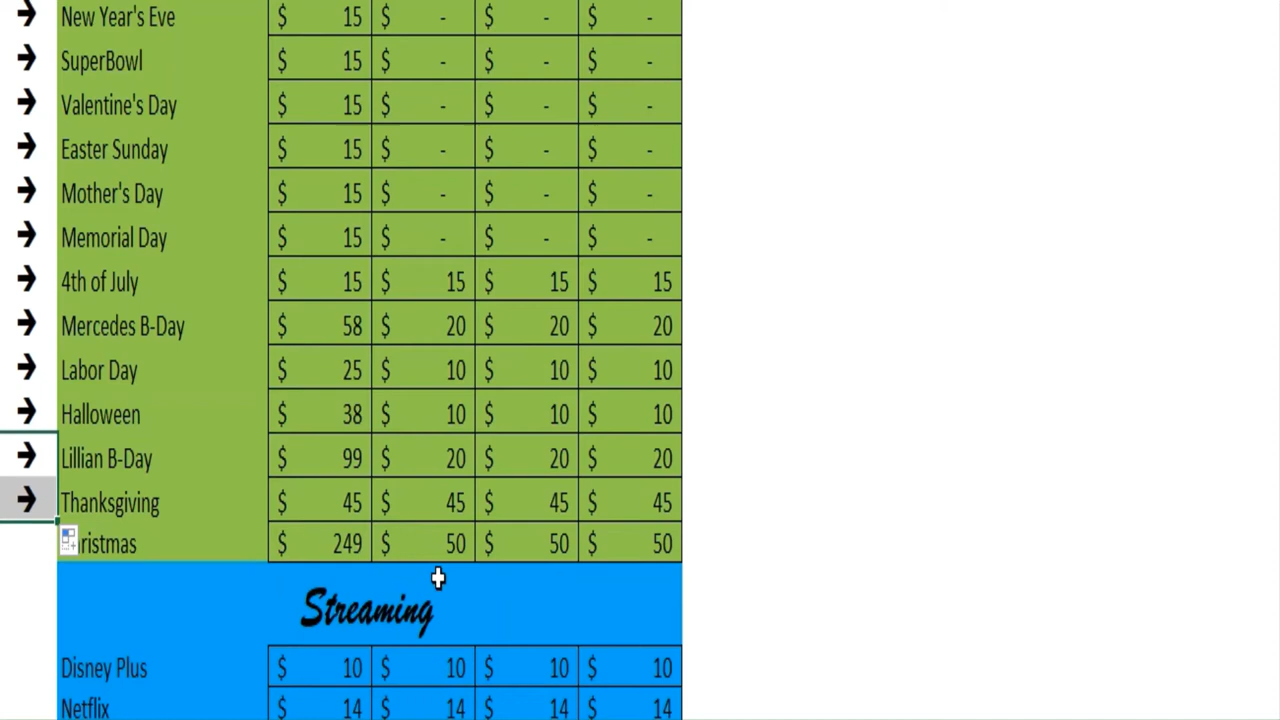 → New Year's Eve $ 15 $ - $ - $ -
→ SuperBowl $ 15 $ - $ - $ -
→ Valentine's Day $ 15 $ - $ - $ -
→ Easter Sunday $ 15 $ - $ - $ -
→ Mother's Day $ 15 $ - $ - $ -
→ Memorial Day $ 15 $ - $ - $ -
→ 4th of July $ 15 $ 15 $ 15 $ 15
→ Mercedes B-Day $ 58 $ 20 $ 20 $ 20
→ Labor Day $ 25 $ 10 $ 10 $ 10
→ Halloween $ 38 $ 10 $ 10 $ 10
→ Lillian B-Day $ 99 $ 20 $ 20 $ 20
→ Thanksgiving $ 45 $ 45 $ 45 $ 45
ristmas $ 249 $ 50 $ 50 $ 50
Streaming
Disney Plus $ 10 $ 10 $ 10 $ 10
Netflix $ 14 $ 14 $ 14 $ 14